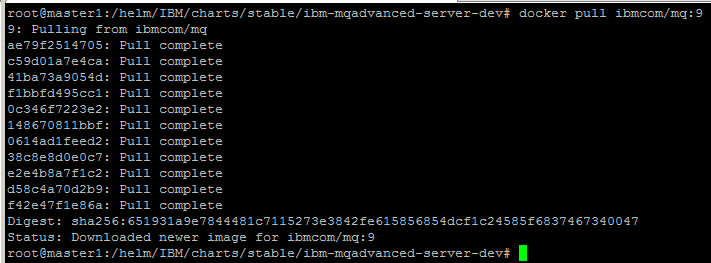 root@master1:/helm/IBM/charts/stable/ibm-mqadvanced-server-dev# docker pull ibmcom/mq:9
9: Pulling from ibmcom/mq
ae79f2514705: Pull complete
c59d01a7e4ca: Pull complete
41ba73a9054d: Pull complete
f1bbfd495cc1: Pull complete
0c346f7223e2: Pull complete
148670811bbf: Pull complete
0614ad1feed2: Pull complete
38c8e8d0e0c7: Pull complete
e2e4b8a7f1c2: Pull complete
d58c4a70d2b9: Pull complete
f42e47f1e86a: Pull complete
Digest: sha256:651931a9e7844481c7115273e3842fe615856854dcf1c24585f6837467340047
Status: Downloaded newer image for ibmcom/mq:9
root@master1:/helm/IBM/charts/stable/ibm-mqadvanced-server-dev#